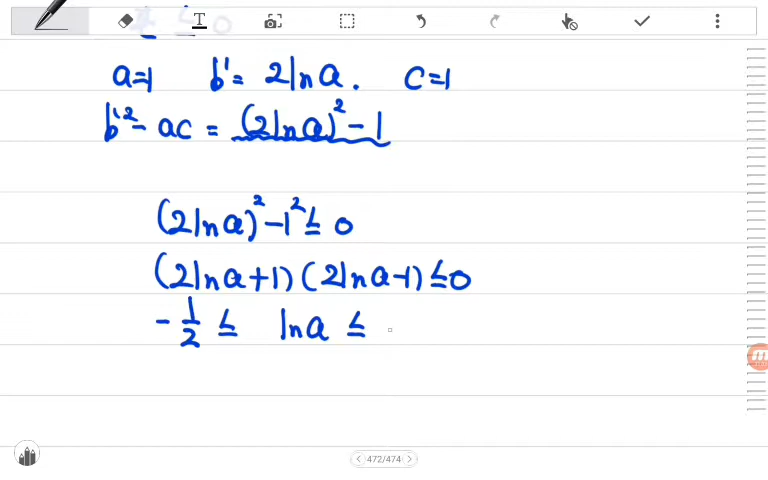 T
a=1 b'= 2lna. c=1
b'²- ac = (2lna)²-1
(2lna)²-1²≤0
(2lna+1)(2lna-1)≤0
-1/2 ≤ lna ≤
472/474